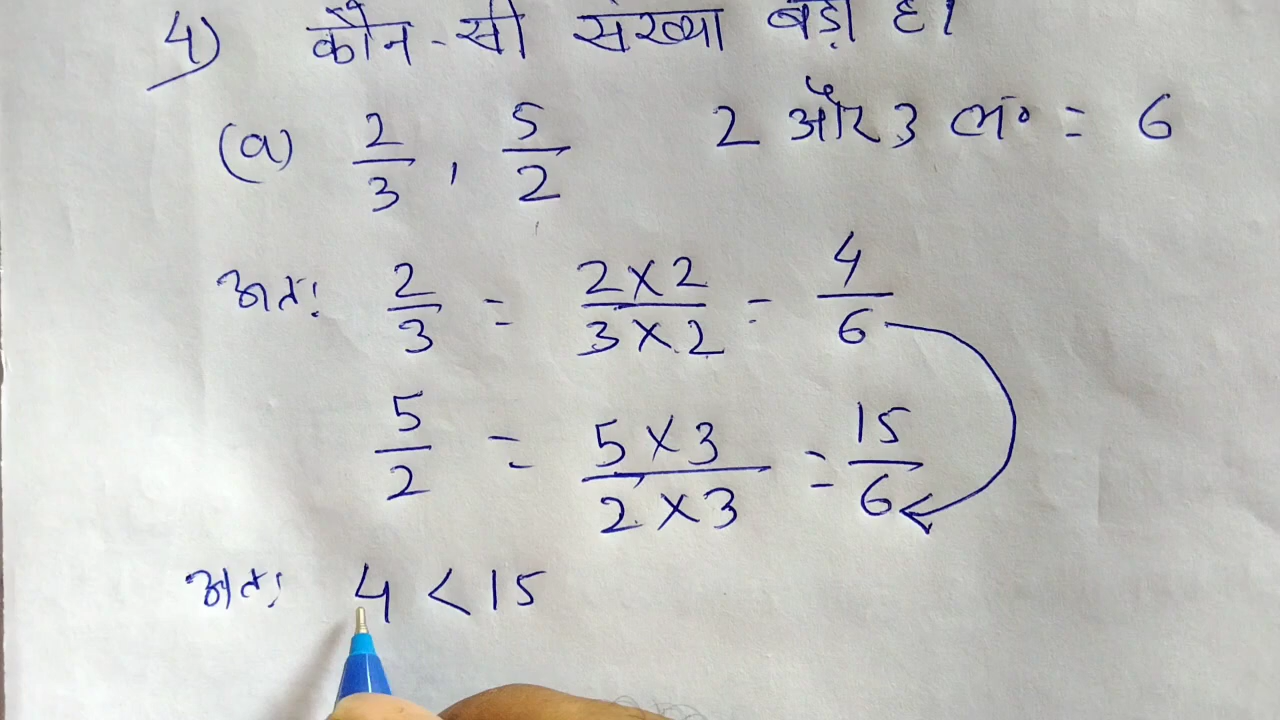 4) कौन-सी संख्या बड़ी है।
(a) 2/3 , 5/2 2 और 3 ल॰ = 6
अतः 2/3 = 2×2/3×2 = 4/6
5/2 = 5×3/2×3 = 15/6
अतः 4 < 15